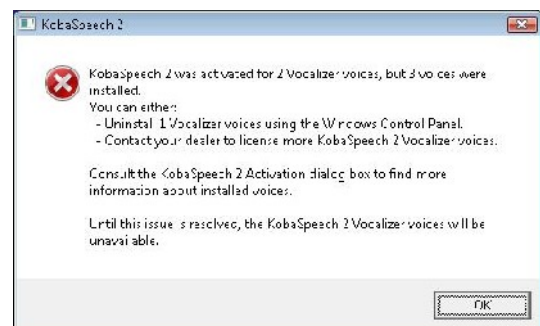 KobaSpeech 2
KobaSpeech 2 was activated for 2 Vocalizer voices, but 3 voices were
installed.
You can either:
- Uninstall 1 Vocalizer voices using the Windows Control Panel.
- Contact your dealer to license more KobaSpeech 2 Vocalizer voices.
Consult the KobaSpeech 2 Activation dialog box to find more
information about installed voices.
Until this issue is resolved, the KobaSpeech 2 Vocalizer voices will be
unavailable.
OK